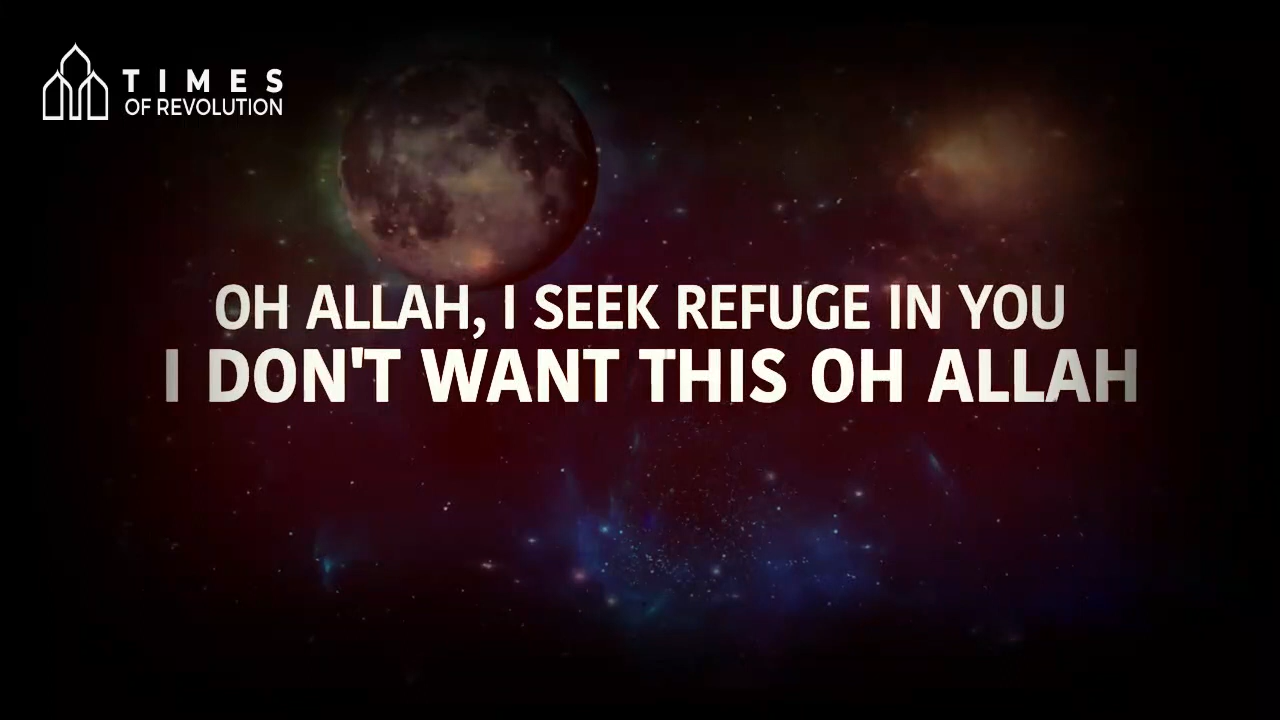 TIMES
OF REVOLUTION
OH ALLAH, I SEEK REFUGE IN YOU
I DON'T WANT THIS OH ALLAH